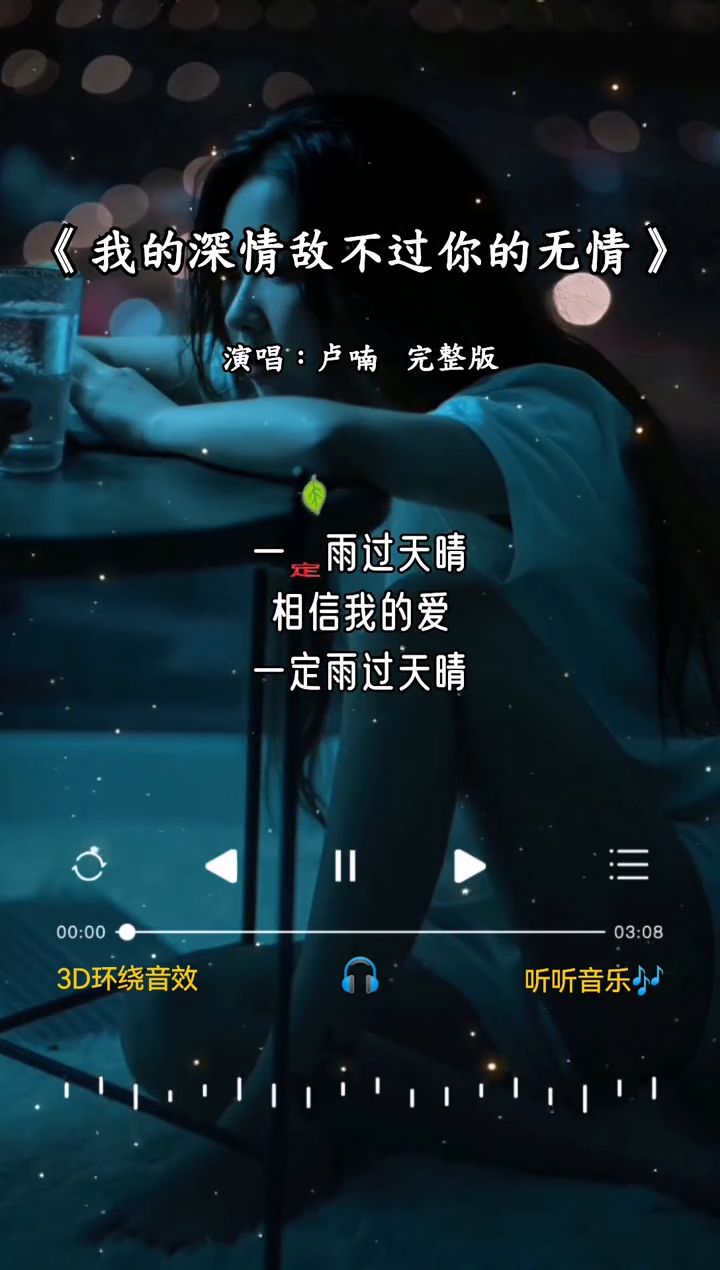 《我的深情敌不过你的无情》
演唱：卢喃 完整版
一定雨过天晴
相信我的爱
一定雨过天晴
00:00 03:08
3D环绕音效 听听音乐